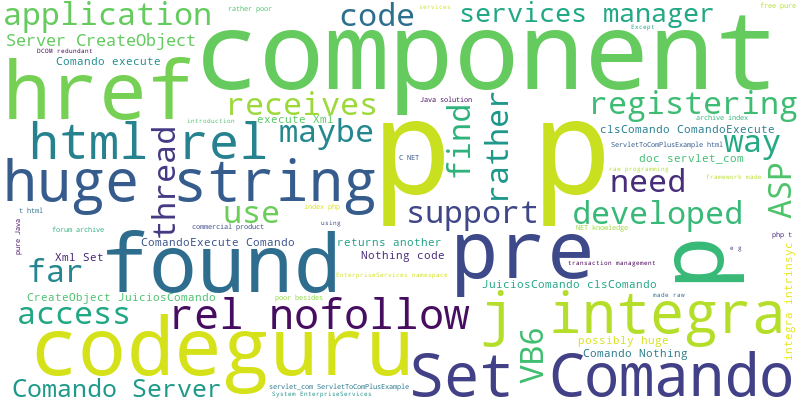 application
rather poor
code
services
services manager
free pure
Server CreateObject
component
Except
DCOM redundant
Comando execute
href
receives
Java solution
registering
introduction
execute Xml
archive index
html
rel
maybe
thread
find
rather
p
p
clsComando ComandoExecute
way
ServletToComPlusExample html
C NET
doc servlet_com
ASP
huge string
raw programming
need
framework made
t html
use
index php
support
developed
commercial product
forum archive
using
pure Java
ComandoExecute Comando
returns another
Nothing code
NET knowledge
php t
found
pre
p
e g
far
Xml Set
transaction management
EnterpriseServices namespace
JuiciosComando clsComando
integra intrinsyc
CreateObject JuiciosComando
poor besides
made raw
access
rel nofollow
j integra
codeguru
VB6
possibly huge
Comando Nothing
Set Comando
Comando Server
servlet_com ServletToComPlusExample
System EnterpriseServices